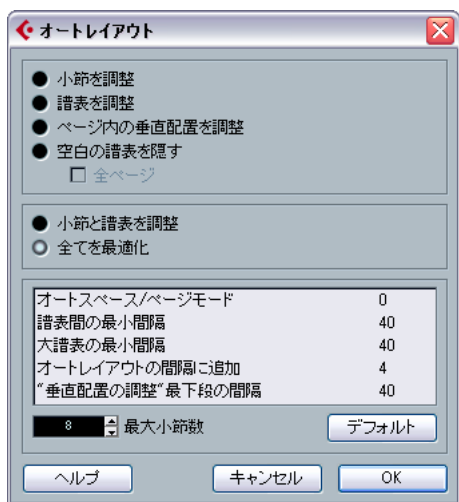 オートレイアウト
小節を調整
譜表を調整
ページ内の垂直配置を調整
空白の譜表を隠す
全ページ
小節と譜表を調整
全てを最適化
オートスペース/ページモード 0
譜表間の最小間隔 40
大譜表の最小間隔 40
オートレイアウトの間隔に追加 4
"垂直配置の調整"最下段の間隔 40
8 最大小節数 デフォルト
ヘルプ キャンセル OK